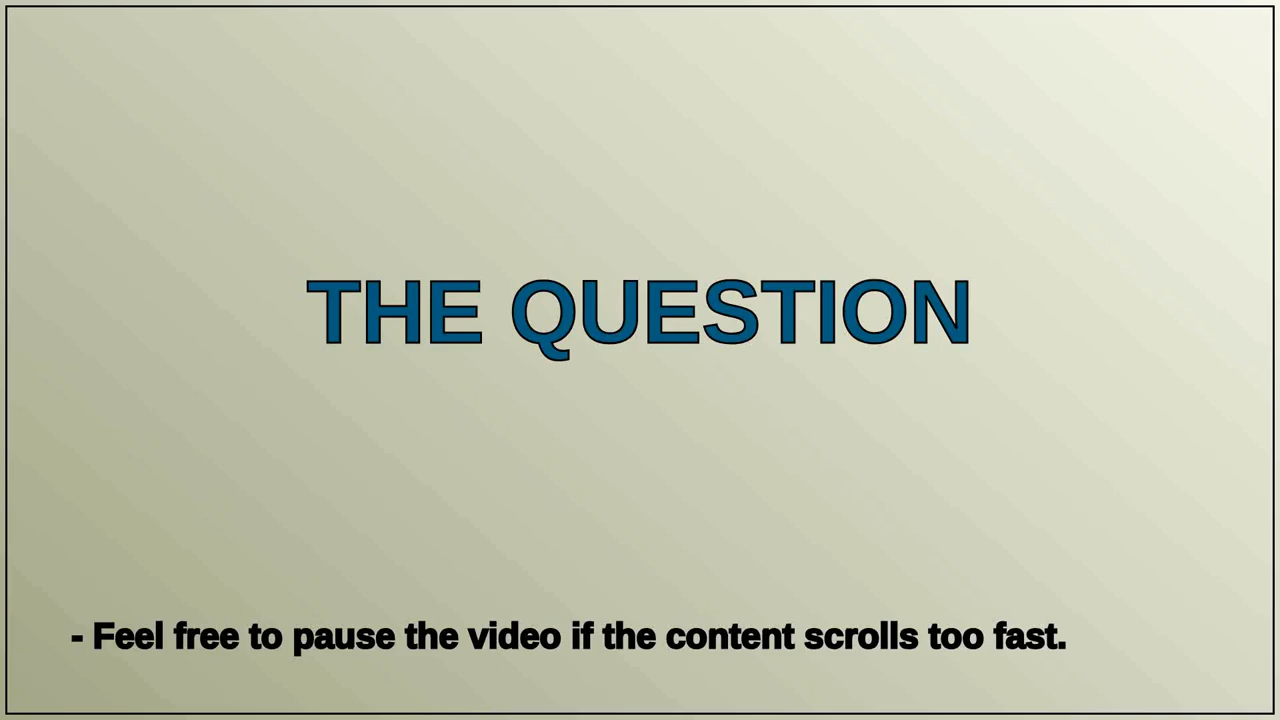 THE QUESTION
- Feel free to pause the video if the content scrolls too fast.